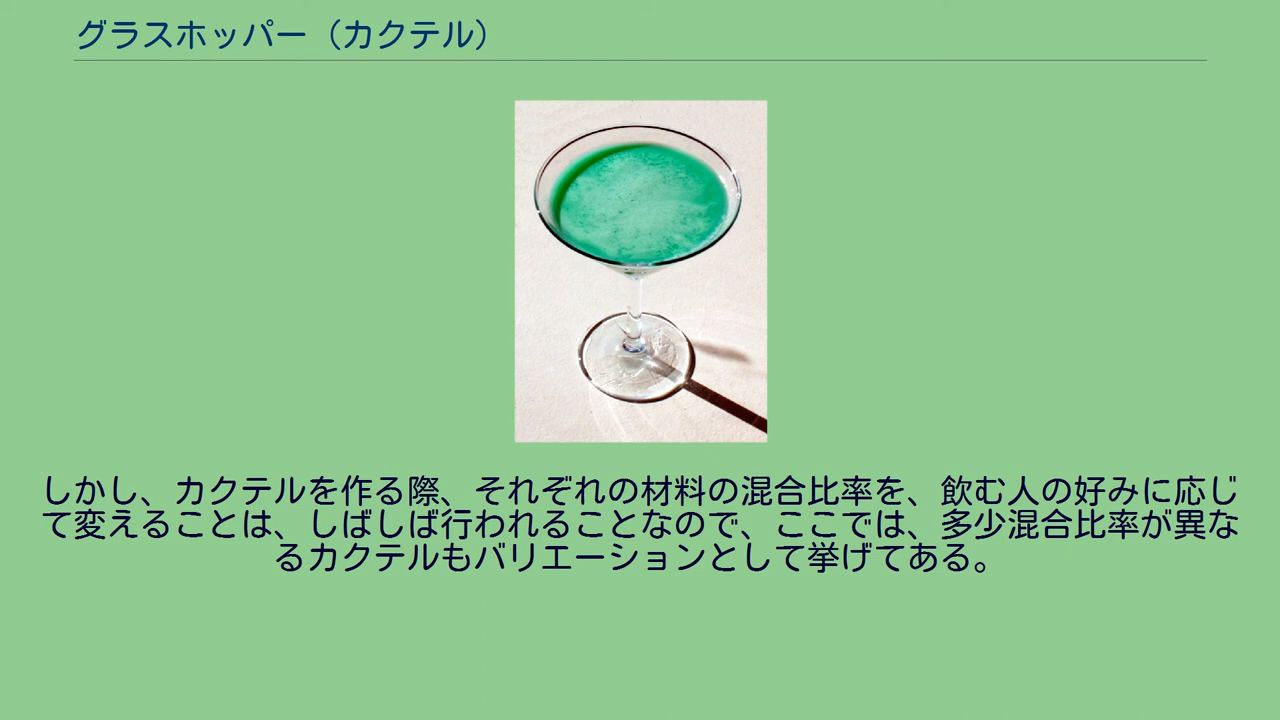 グラスホッパー（カクテル）
しかし、カクテルを作る際、それぞれの材料の混合比率を、飲む人の好みに応じ
て変えることは、しばしば行われることなので、ここでは、多少混合比率が異な
るカクテルもバリエーションとして挙げてある。